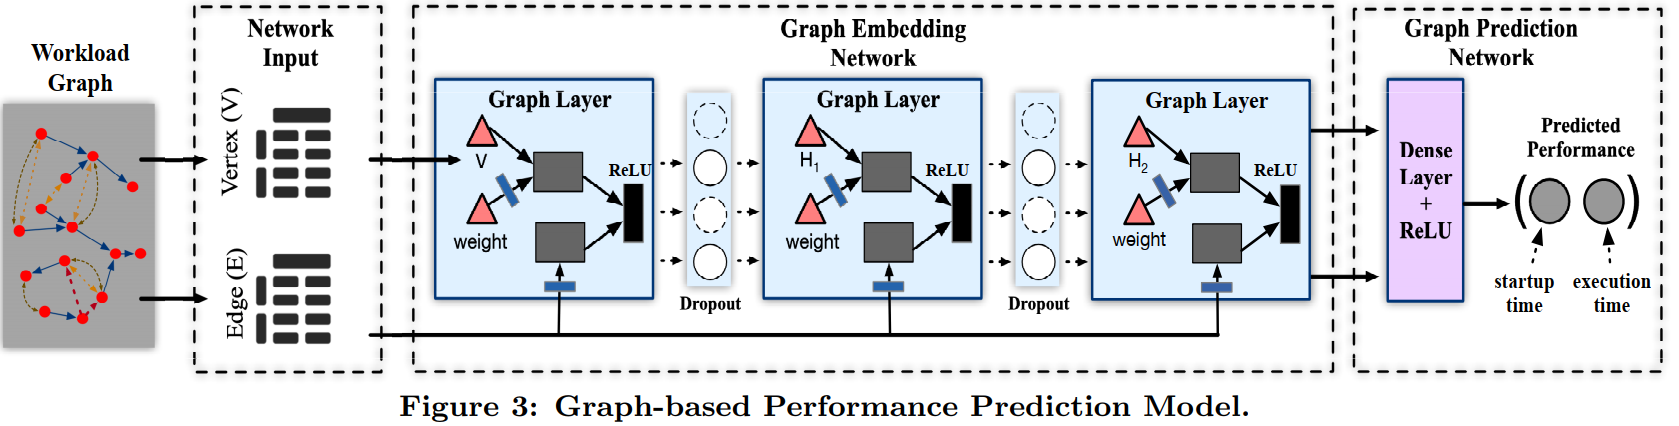 Workload
Graph
Network
Input
Vertex (V)
Edge (E)
Graph Embedding
Network
Graph Layer
V
weight
ReLU
Dropout
Graph Layer
H1
weight
ReLU
Dropout
Graph Layer
H2
weight
ReLU
Graph Prediction
Network
Dense
Layer
+
ReLU
Predicted
Performance
( )
startup
time
execution
time
Figure 3: Graph-based Performance Prediction Model.